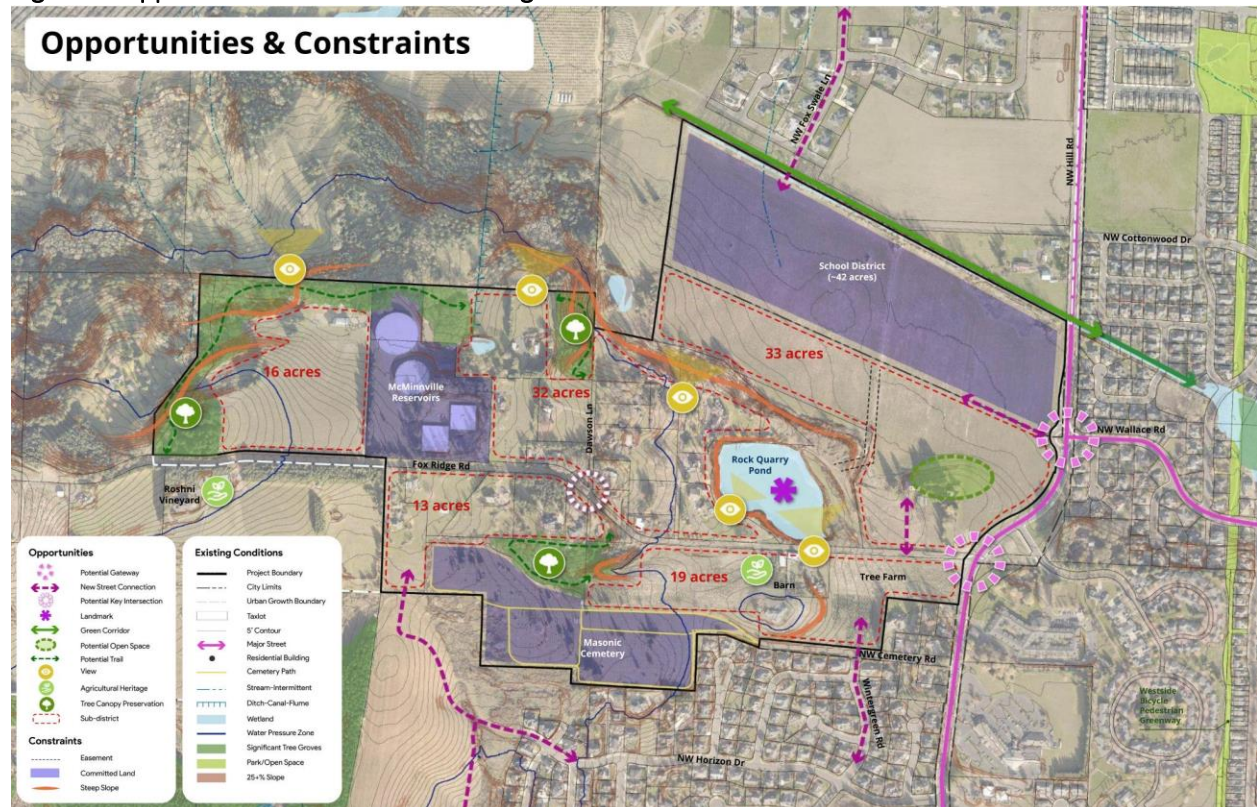 Opportunities & Constraints
NW Fox Swale Ln
NW Hill Rd
NW Cottonwood Dr
School District
(~42 acres)
33 acres
16 acres
McMinnville
Reservoirs
32 acres
Dawson Ln
NW Wallace Rd
Fox Ridge Rd
Rock Quarry
Pond
Roshni
Vineyard
13 acres
19 acres
Barn
Tree Farm
Masonic
Cemetery
NW Cemetery Rd
Wintergreen Rd
NW Horizon Dr
Westside
Bicycle
Pedestrian
Greenway
Opportunities
Potential Gateway
New Street Connection
Potential Key Intersection
Landmark
Green Corridor
Potential Open Space
Potential Trail
View
Agricultural Heritage
Tree Canopy Preservation
Sub-district
Constraints
Easement
Committed Land
Steep Slope
Existing Conditions
Project Boundary
City Limits
Urban Growth Boundary
Taxlot
5' Contour
Major Street
Residential Building
Cemetery Path
Stream-Intermittent
Ditch-Canal-Flume
Wetland
Water Pressure Zone
Significant Tree Groves
Park/Open Space
25+% Slope